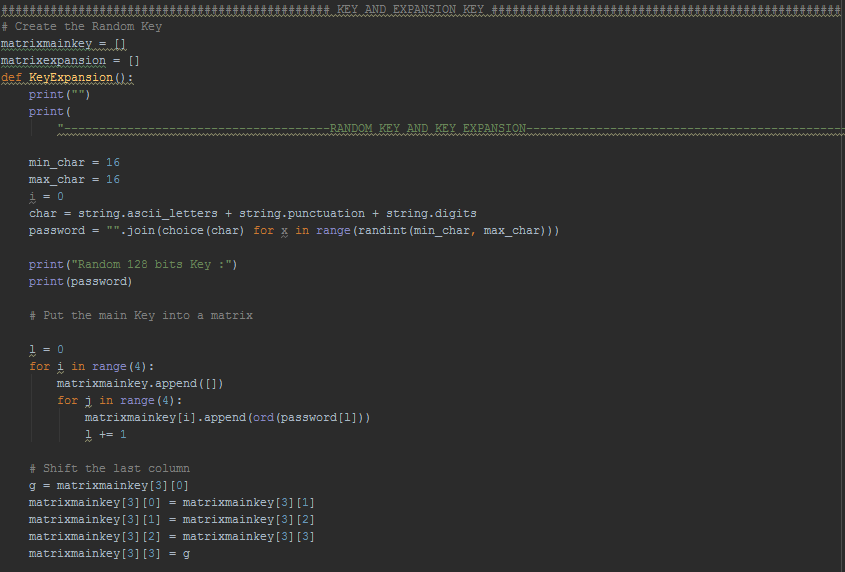 ############################################### KEY AND EXPANSION KEY ##################################################
# Create the Random Key
matrixmainkey = []
matrixexpansion = []
def KeyExpansion():
    print("")
    print(
        "--------------------------------------RANDOM KEY AND KEY EXPANSION---------------------------------------------
    min_char = 16
    max_char = 16
    i = 0
    char = string.ascii_letters + string.punctuation + string.digits
    password = "".join(choice(char) for x in range(randint(min_char, max_char)))
    print("Random 128 bits Key :")
    print(password)
    # Put the main Key into a matrix
    l = 0
    for i in range(4):
        matrixmainkey.append([])
        for j in range(4):
            matrixmainkey[i].append(ord(password[l]))
            l += 1
    # Shift the last column
    g = matrixmainkey[3][0]
    matrixmainkey[3][0] = matrixmainkey[3][1]
    matrixmainkey[3][1] = matrixmainkey[3][2]
    matrixmainkey[3][2] = matrixmainkey[3][3]
    matrixmainkey[3][3] = g